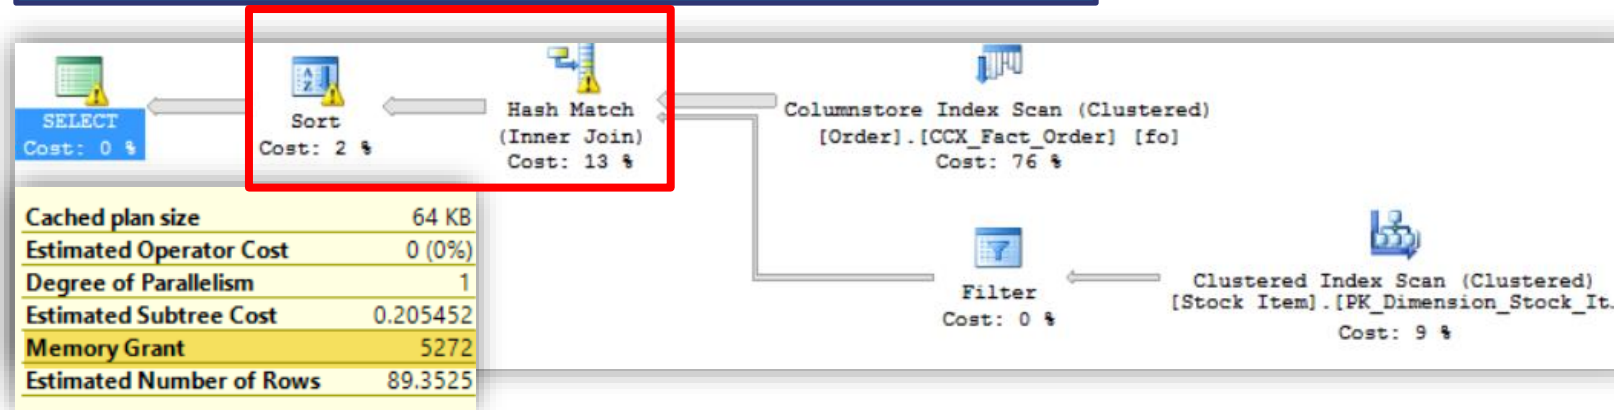 SELECT
Cost: 0 %
Sort
Cost: 2 %
Hash Match
(Inner Join)
Cost: 13 %
Columnstore Index Scan (Clustered)
[Order].[CCX_Fact_Order] [fo]
Cost: 76 %
Filter
Cost: 0 %
Clustered Index Scan (Clustered)
[Stock Item].[PK_Dimension_Stock_It…
Cost: 9 %
Cached plan size 64 KB
Estimated Operator Cost 0 (0%)
Degree of Parallelism 1
Estimated Subtree Cost 0.205452
Memory Grant 5272
Estimated Number of Rows 89.3525